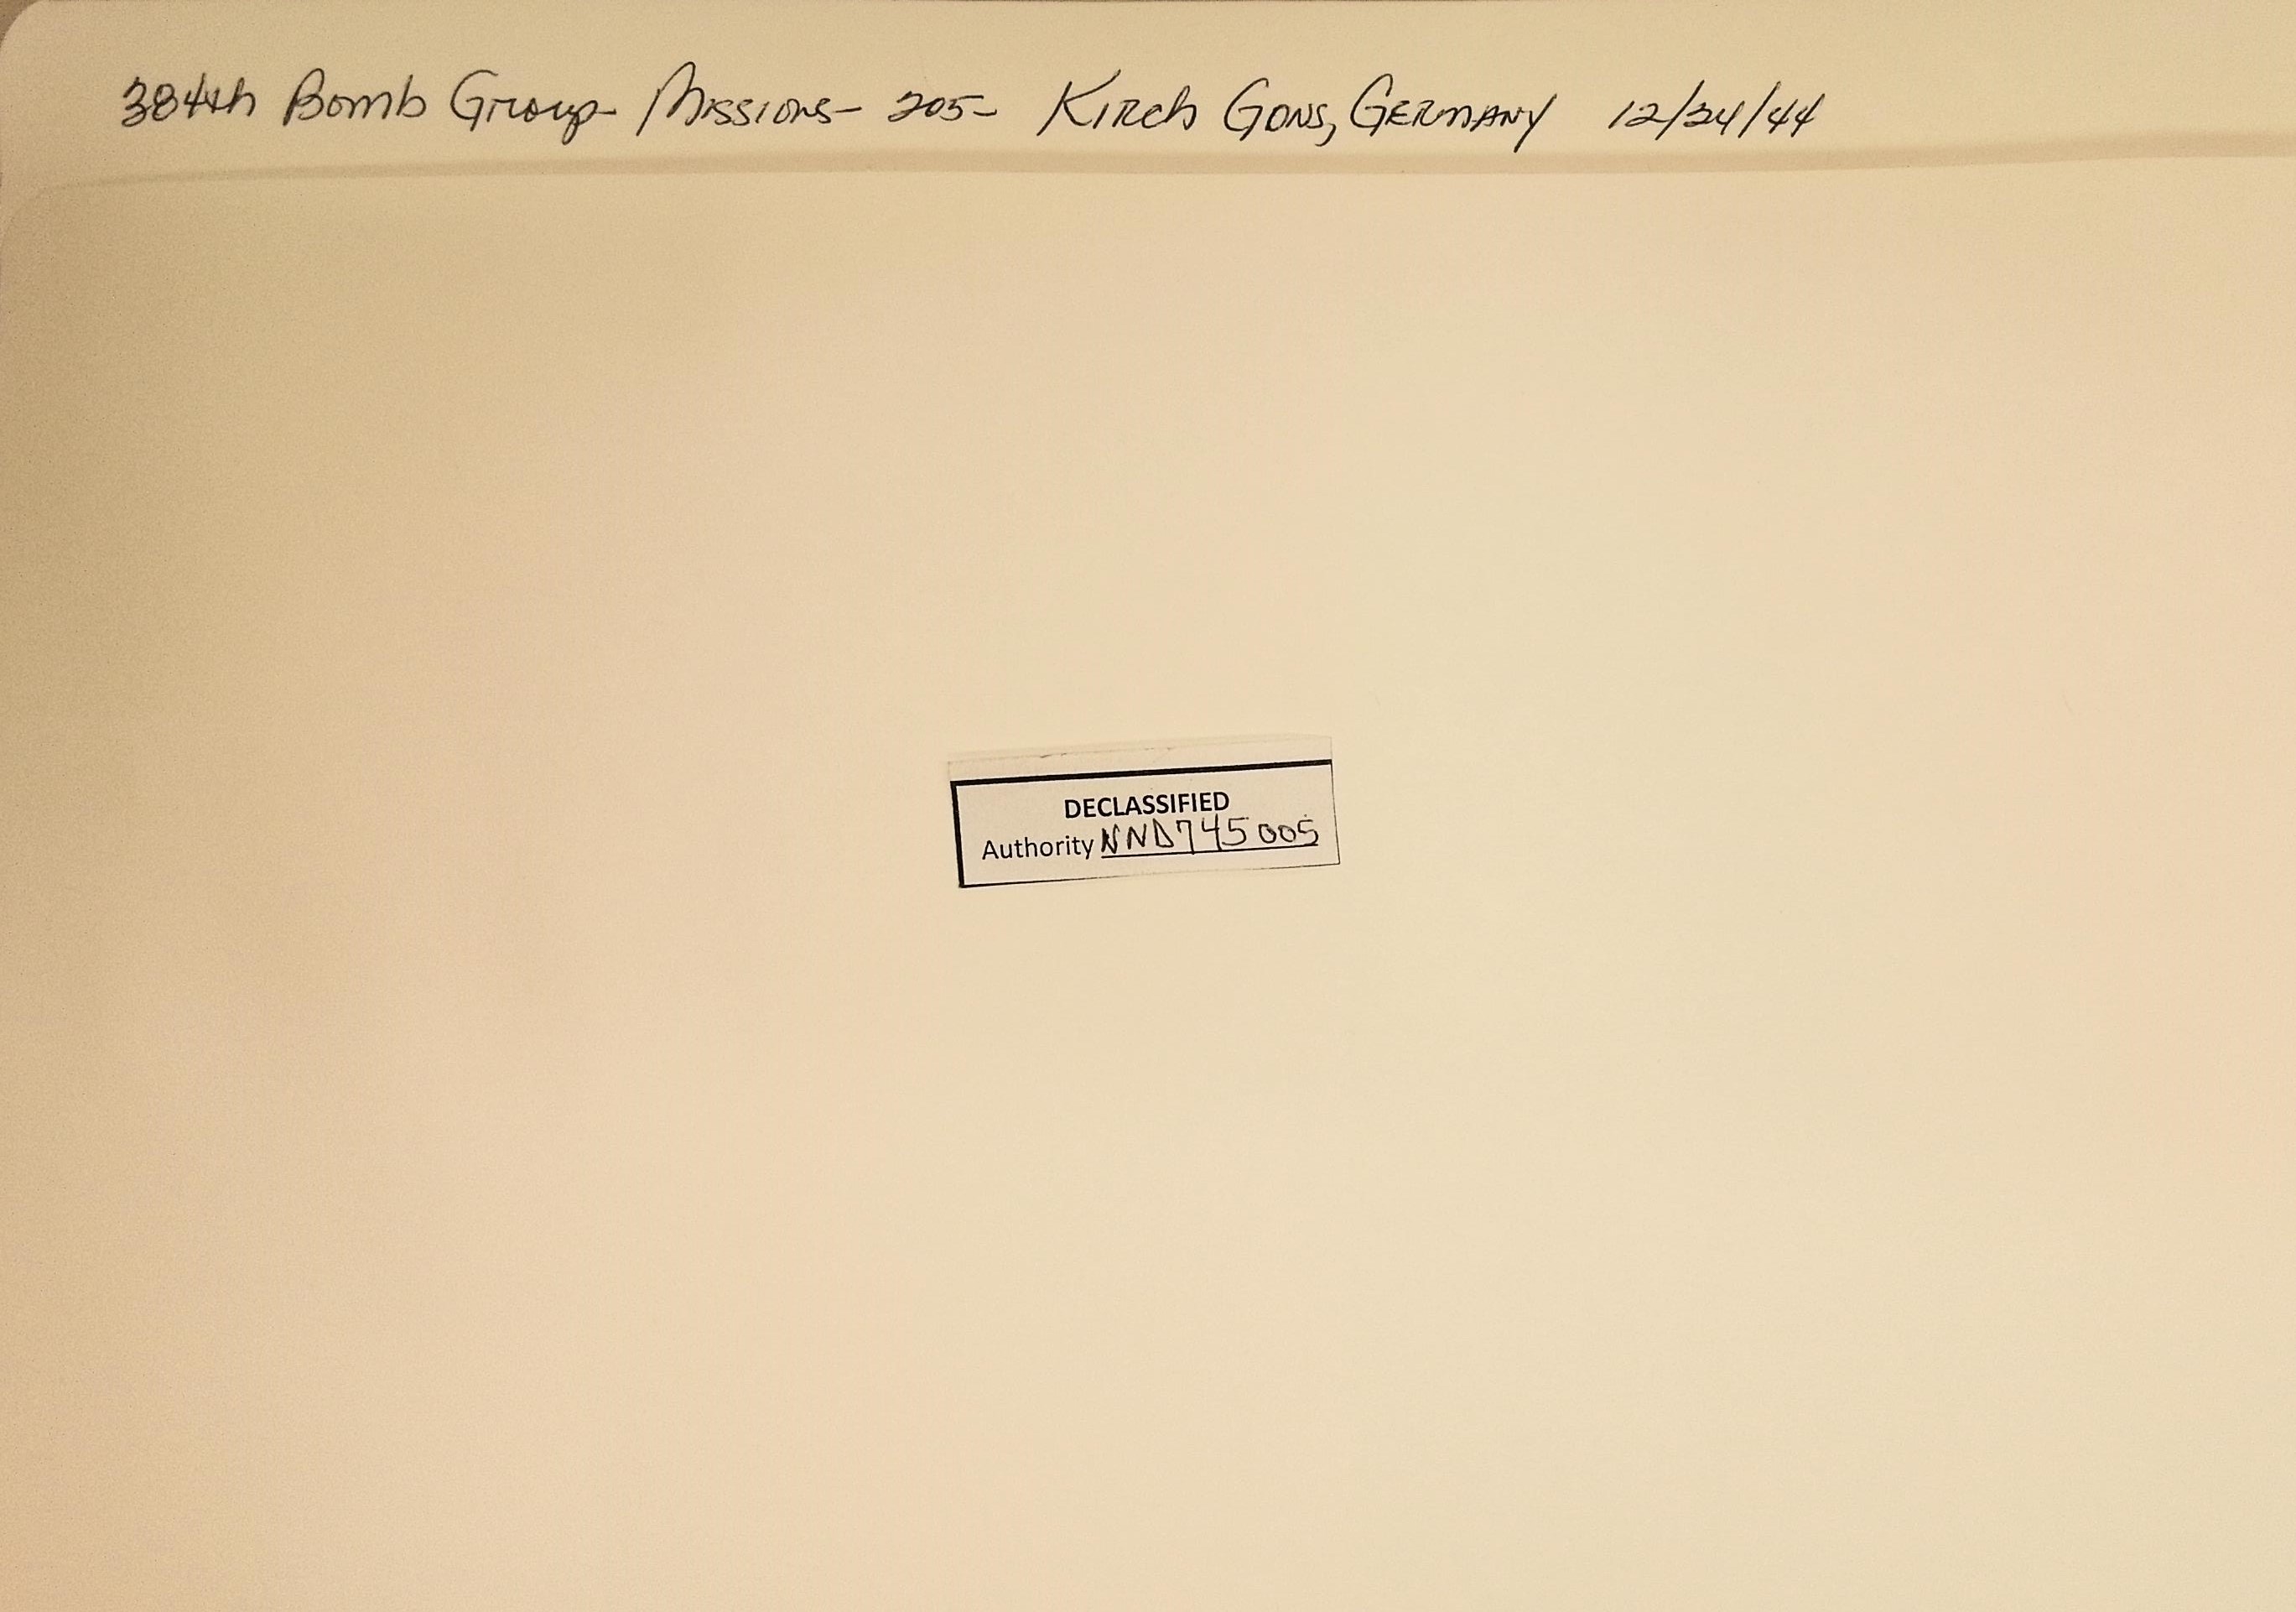 384th Bomb Group- Missions- 205- Kirch Gons, Germany 12/24/44
DECLASSIFIED
Authority NND745005